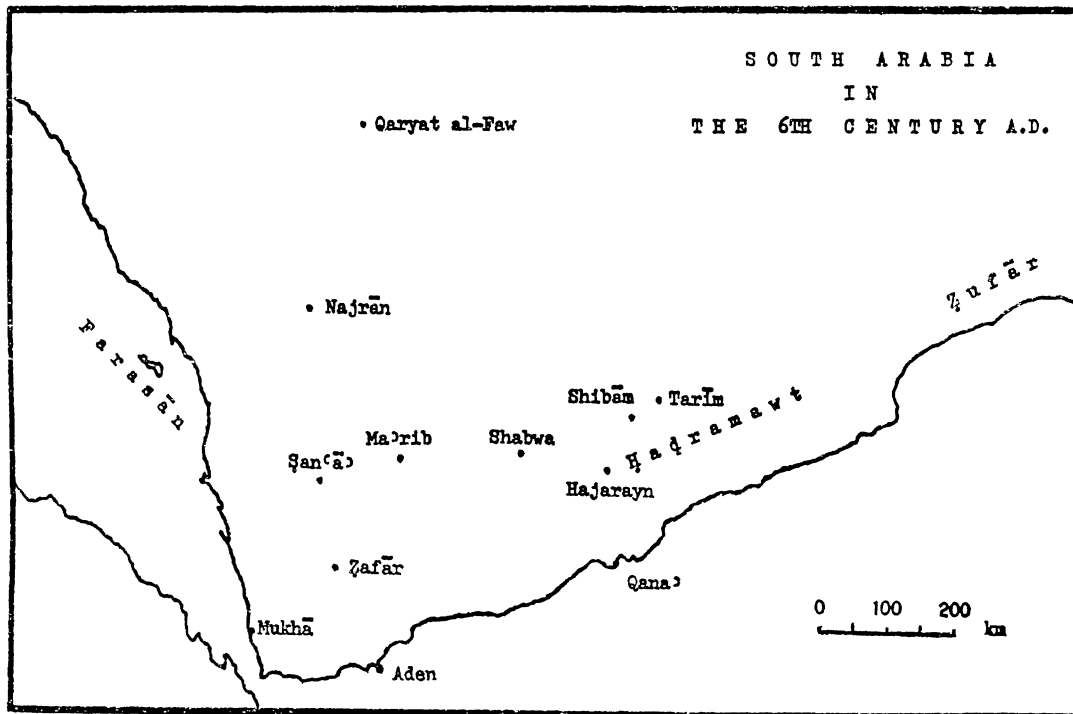 SOUTH ARABIA
IN
THE 6TH CENTURY A.D.
Qaryat al-Faw
Ẓufār
Najrān
Farasān
Shibām
Tarīm
Ḥaḍramawt
Maʾrib
Shabwa
Ṣanʿāʾ
Hajarayn
Ẓafār
Qanaʾ
Mukhā
Aden
0 100 200
km